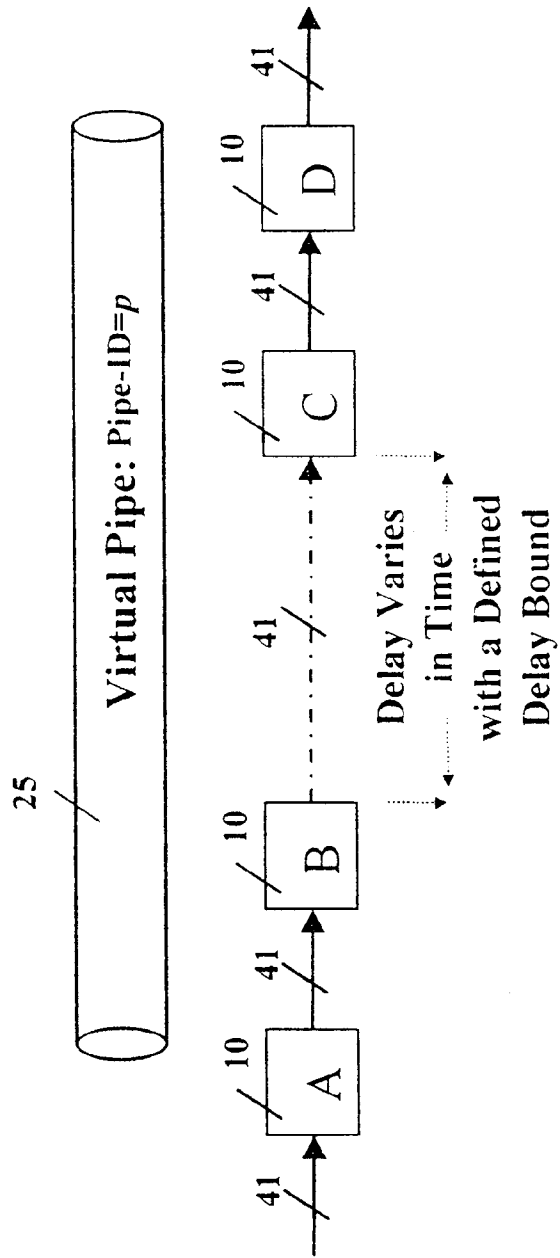 25
Virtual Pipe: Pipe-ID=p
41
10
A
41
10
B
41
10
C
41
10
D
41
Delay Varies
in Time
with a Defined
Delay Bound